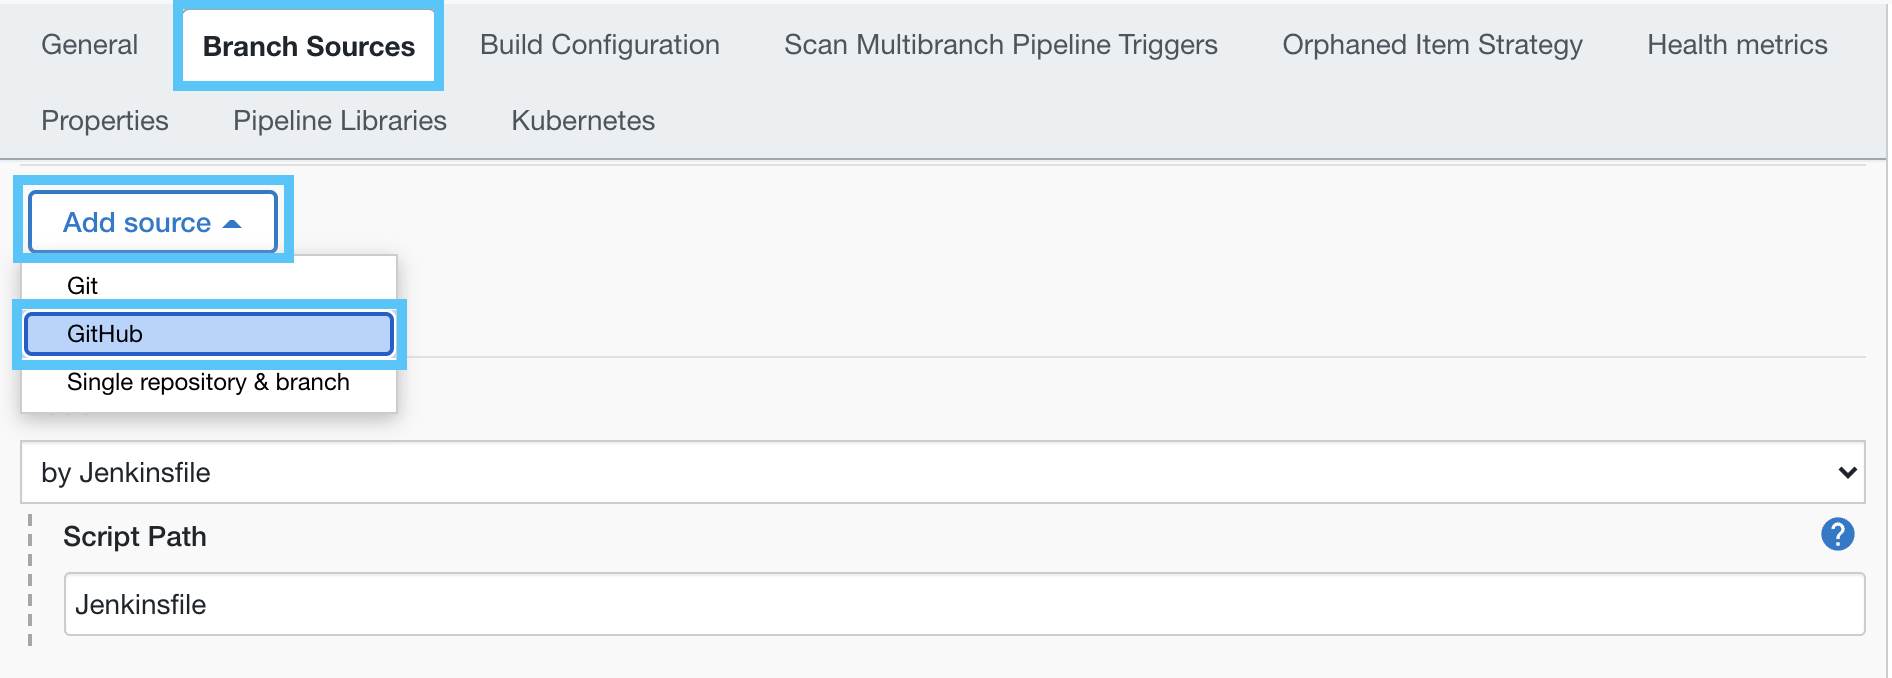 General Branch Sources Build Configuration Scan Multibranch Pipeline Triggers Orphaned Item Strategy Health metrics
Properties Pipeline Libraries Kubernetes
Add source
Git
GitHub
Single repository & branch
by Jenkinsfile
Script Path ?
Jenkinsfile